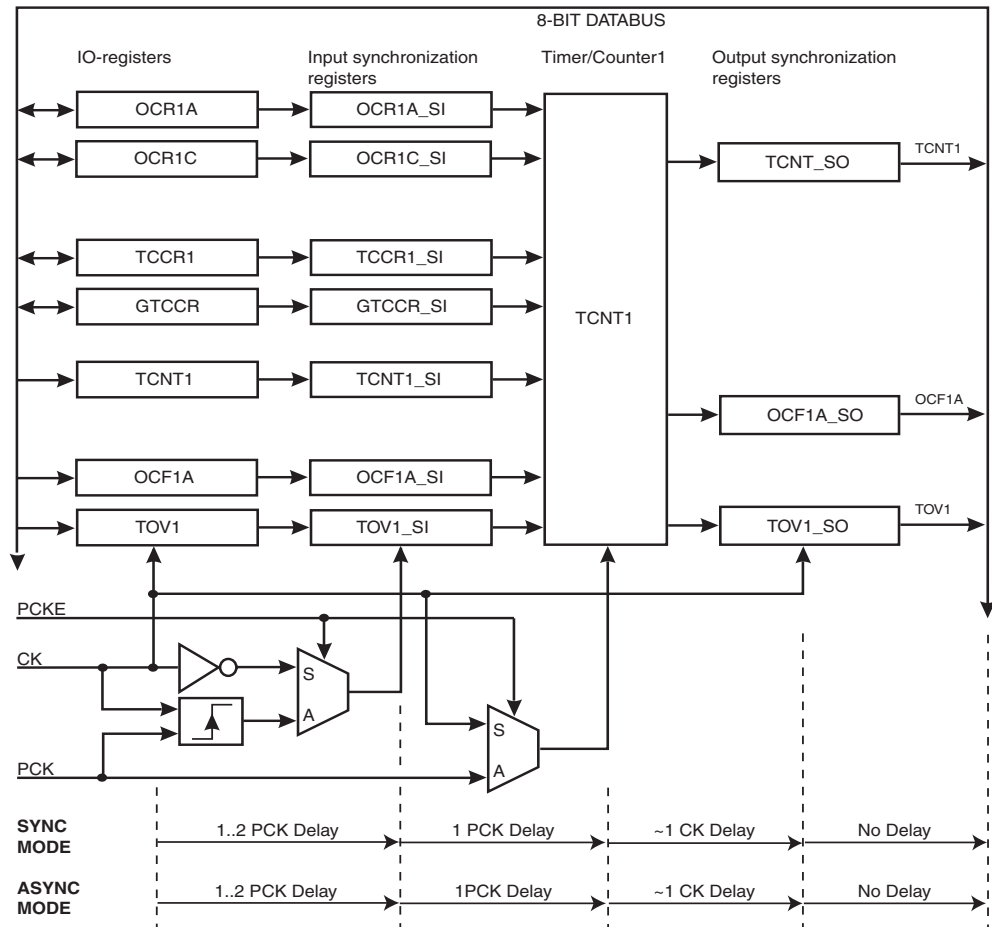 8-BIT DATABUS
IO-registers
Input synchronization
registers
Timer/Counter1
Output synchronization
registers
OCR1A
OCR1A_SI
OCR1C
OCR1C_SI
TCNT_SO
TCNT1
TCCR1
TCCR1_SI
GTCCR
GTCCR_SI
TCNT1
TCNT1
TCNT1_SI
OCF1A_SO
OCF1A
OCF1A
OCF1A_SI
TOV1
TOV1_SI
TOV1_SO
TOV1
PCKE
CK
S
A
S
A
PCK
SYNC
MODE
1..2 PCK Delay
1 PCK Delay
~1 CK Delay
No Delay
ASYNC
MODE
1..2 PCK Delay
1PCK Delay
~1 CK Delay
No Delay